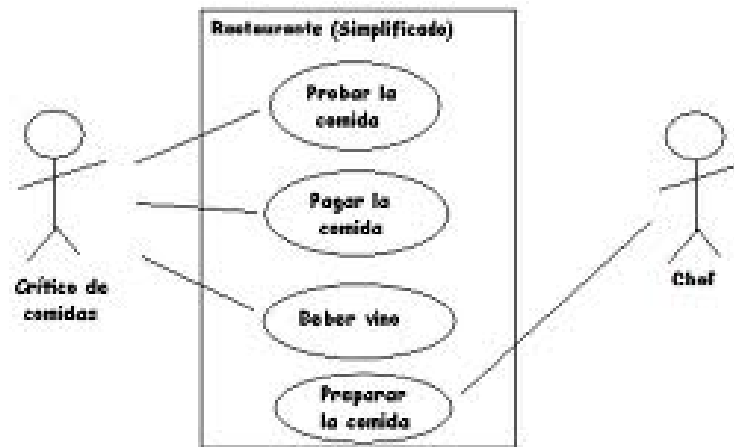 Restaurante (Simplificado)
Probar la
comida
Pagar la
comida
Beber vino
Preparar
la comida
Crítico de
comidas
Chef